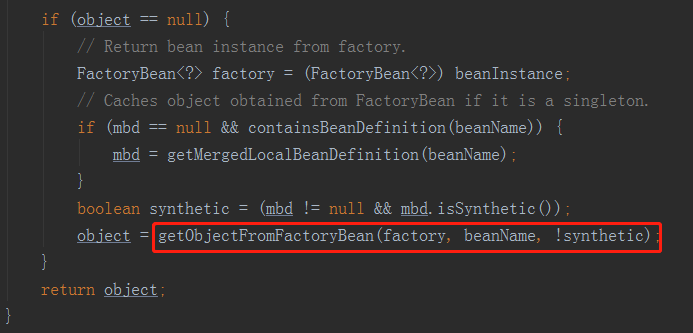 if (object == null) {
// Return bean instance from factory.
FactoryBean<?> factory = (FactoryBean<?>) beanInstance;
// Caches object obtained from FactoryBean if it is a singleton.
if (mbd == null && containsBeanDefinition(beanName)) {
mbd = getMergedLocalBeanDefinition(beanName);
}
boolean synthetic = (mbd != null && mbd.isSynthetic());
object = getObjectFromFactoryBean(factory, beanName, !synthetic);
}
return object;
}